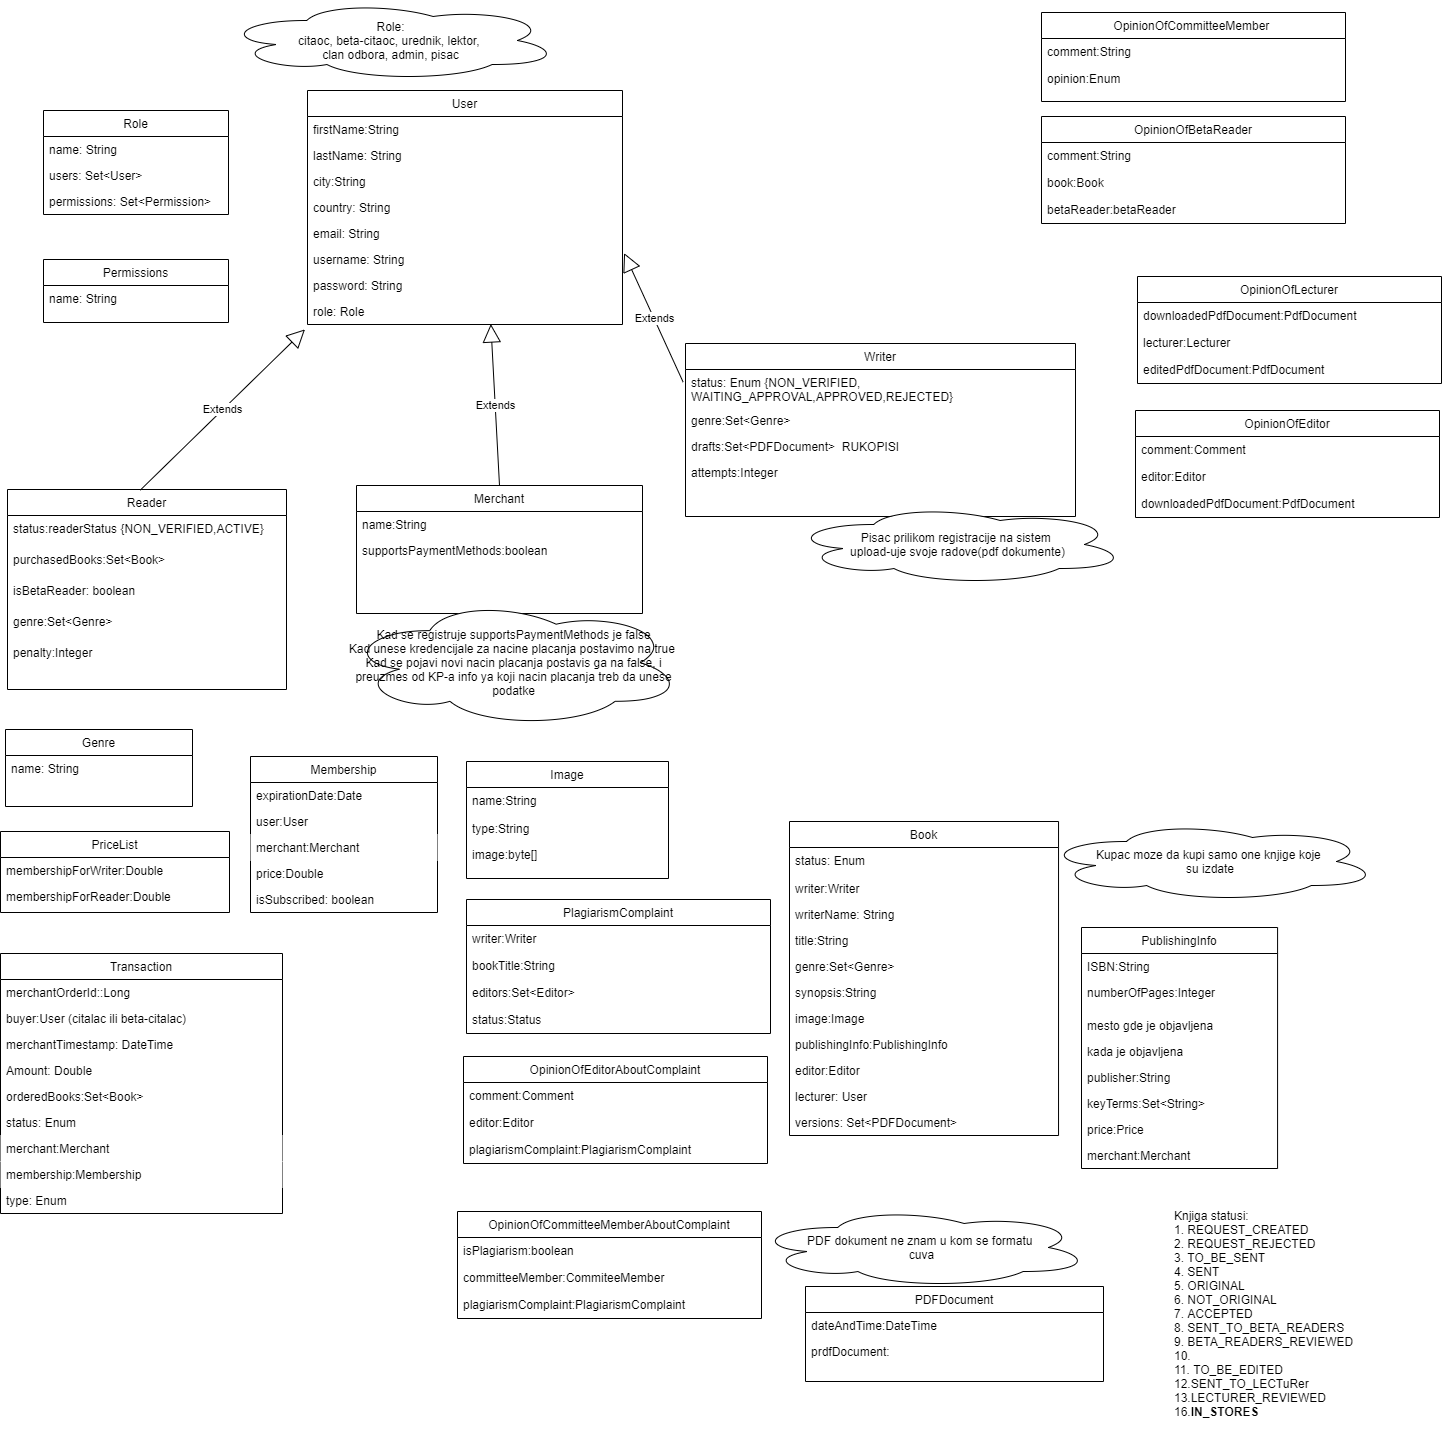 Role:
citaoc, beta-citaoc, urednik, lektor,
clan odbora, admin, pisac
OpinionOfCommitteeMember
comment:String
opinion:Enum
User
firstName:String
lastName: String
city:String
country: String
email: String
username: String
password: String
role: Role
Role
name: String
users: Set<User>
permissions: Set<Permission>
OpinionOfBetaReader
comment:String
book:Book
betaReader:betaReader
Permissions
name: String
OpinionOfLecturer
downloadedPdfDocument:PdfDocument
lecturer:Lecturer
editedPdfDocument:PdfDocument
Extends
Extends
Extends
Writer
status: Enum {NON_VERIFIED,
WAITING_APPROVAL,APPROVED,REJECTED}
genre:Set<Genre>
drafts:Set<PDFDocument>  RUKOPISI
attempts:Integer
OpinionOfEditor
comment:Comment
editor:Editor
downloadedPdfDocument:PdfDocument
Reader
status:readerStatus {NON_VERIFIED,ACTIVE}
purchasedBooks:Set<Book>
isBetaReader: boolean
genre:Set<Genre>
penalty:Integer
Merchant
name:String
supportsPaymentMethods:boolean
Pisac prilikom registracije na sistem
upload-uje svoje radove(pdf dokumente)
Kad se registruje supportsPaymentMethods je false
Kad unese kredencijale za nacine placanja postavimo na true
Kad se pojavi novi nacin placanja postavis ga na false, i
preuzmes od KP-a info ya koji nacin placanja treb da unese
podatke
Genre
name: String
Membership
expirationDate:Date
user:User
merchant:Merchant
price:Double
isSubscribed: boolean
Image
name:String
type:String
image:byte[]
PriceList
membershipForWriter:Double
membershipForReader:Double
Book
status: Enum
writer:Writer
writerName: String
title:String
genre:Set<Genre>
synopsis:String
image:Image
publishingInfo:PublishingInfo
editor:Editor
lecturer: User
versions: Set<PDFDocument>
Kupac moze da kupi samo one knjige koje
su izdate
PlagiarismComplaint
writer:Writer
bookTitle:String
editors:Set<Editor>
status:Status
PublishingInfo
ISBN:String
numberOfPages:Integer
mesto gde je objavljena
kada je objavljena
publisher:String
keyTerms:Set<String>
price:Price
merchant:Merchant
Transaction
merchantOrderId::Long
buyer:User (citalac ili beta-citalac)
merchantTimestamp: DateTime
Amount: Double
orderedBooks:Set<Book>
status: Enum
merchant:Merchant
membership:Membership
type: Enum
OpinionOfEditorAboutComplaint
comment:Comment
editor:Editor
plagiarismComplaint:PlagiarismComplaint
OpinionOfCommitteeMemberAboutComplaint
isPlagiarism:boolean
committeeMember:CommiteeMember
plagiarismComplaint:PlagiarismComplaint
PDF dokument ne znam u kom se formatu
cuva
PDFDocument
dateAndTime:DateTime
prdfDocument:
Knjiga statusi:
1. REQUEST_CREATED
2. REQUEST_REJECTED
3. TO_BE_SENT
4. SENT
5. ORIGINAL
6. NOT_ORIGINAL
7. ACCEPTED
8. SENT_TO_BETA_READERS
9. BETA_READERS_REVIEWED
10.
11. TO_BE_EDITED
12.SENT_TO_LECTuRer
13.LECTURER_REVIEWED
16.IN_STORES